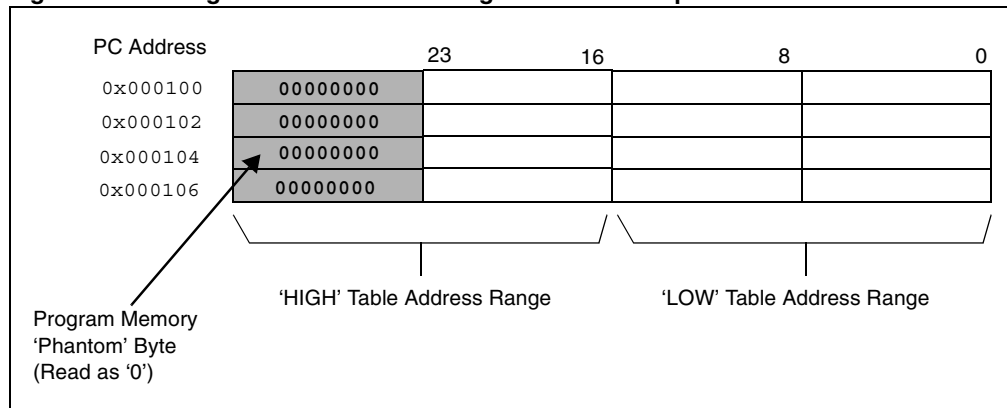 PC Address 23 16 8 0
0x000100 00000000
0x000102 00000000
0x000104 00000000
0x000106 00000000
'HIGH' Table Address Range 'LOW' Table Address Range
Program Memory
'Phantom' Byte
(Read as '0')